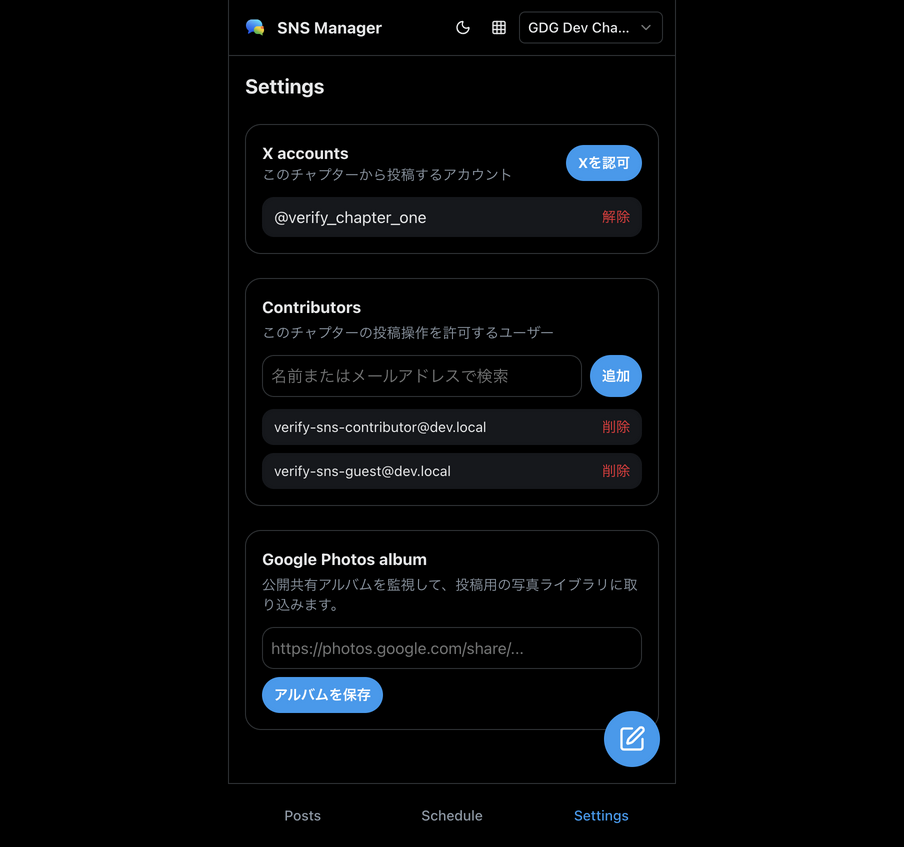 SNS Manager
GDG Dev Cha...
Settings
X accounts
このチャプターから投稿するアカウント
Xを認可
@verify_chapter_one
解除
Contributors
このチャプターの投稿操作を許可するユーザー
名前またはメールアドレスで検索
追加
verify-sns-contributor@dev.local
削除
verify-sns-guest@dev.local
削除
Google Photos album
公開共有アルバムを監視して、投稿用の写真ライブラリに取
り込みます。
https://photos.google.com/share/...
アルバムを保存
Posts
Schedule
Settings